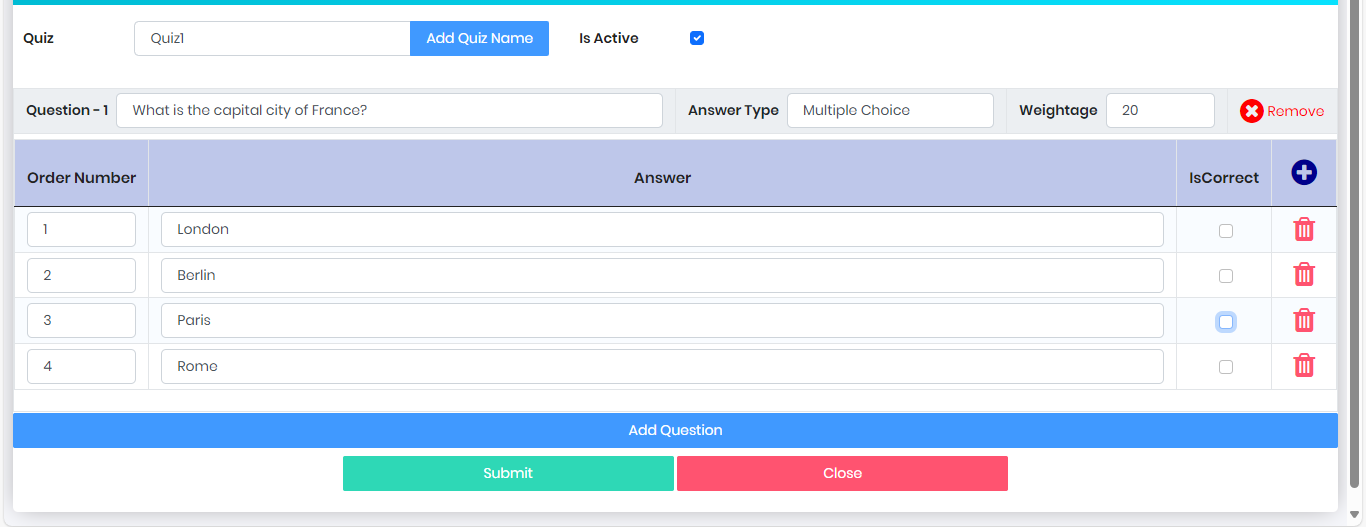 Quiz Quiz1 Add Quiz Name Is Active
Question - 1 What is the capital city of France? Answer Type Multiple Choice Weightage 20 Remove
Order Number Answer IsCorrect
1 London
2 Berlin
3 Paris
4 Rome
Add Question
Submit Close